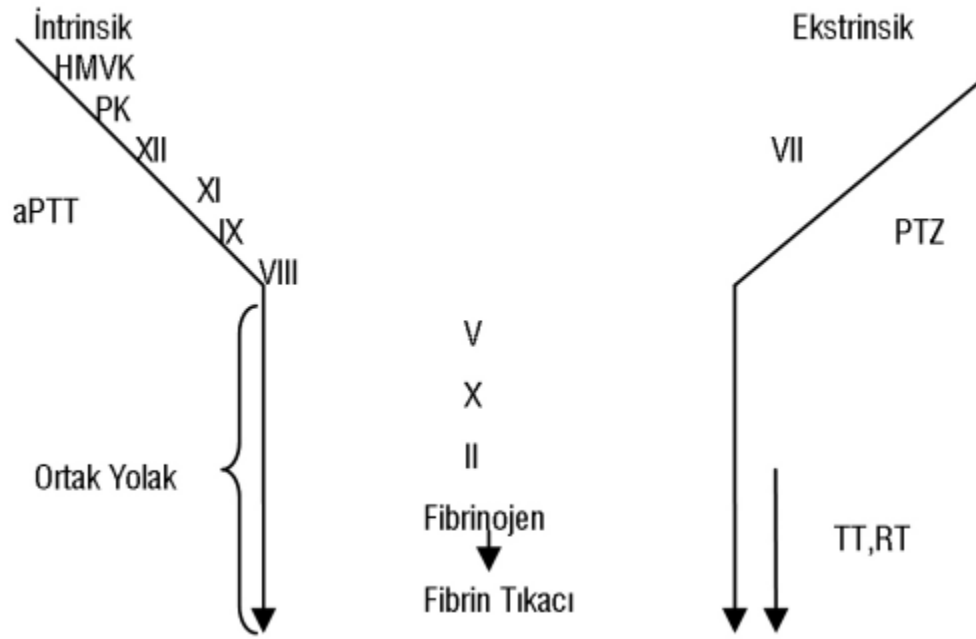 İntrinsik
Ekstrinsik
HMVK
PK
XII
VII
XI
aPTT
IX
PTZ
VIII
V
X
II
Ortak Yolak
Fibrinojen
TT,RT
Fibrin Tıkacı